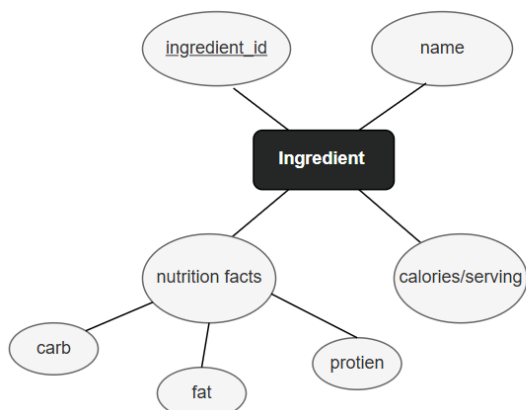 ingredient_id
name
Ingredient
nutrition facts
calories/serving
carb
protien
fat